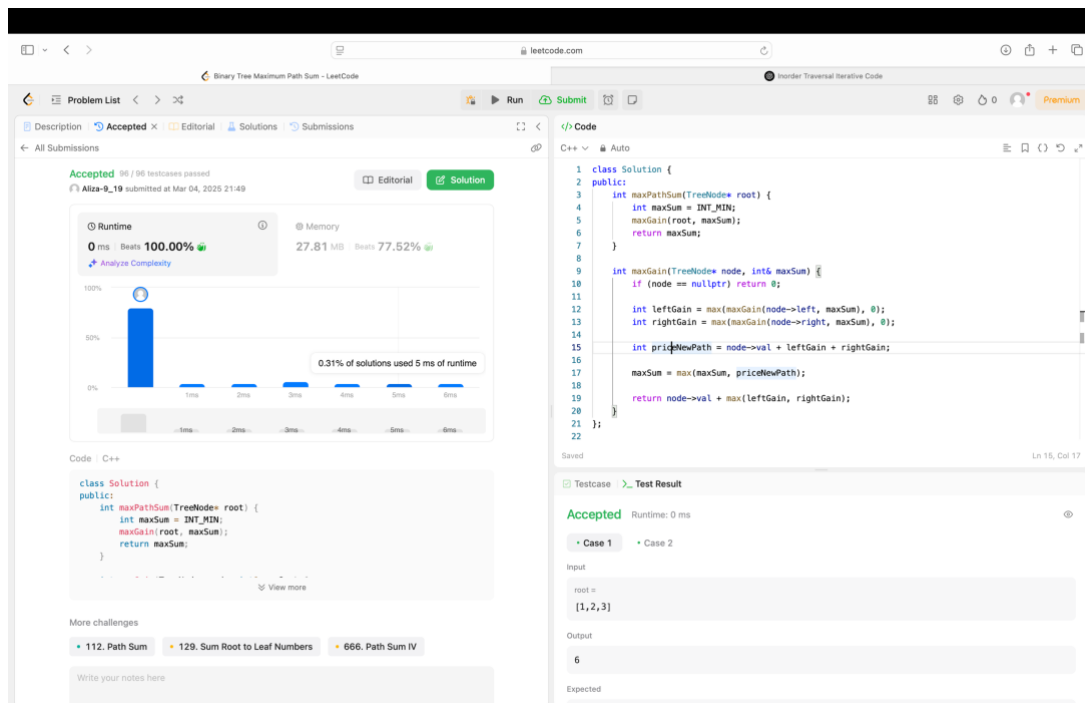 leetcode.com
Binary Tree Maximum Path Sum - LeetCode
Inorder Traversal Iterative Code
Problem List
Run
Submit
0
Premium
Description
Accepted
Editorial
Solutions
Submissions
All Submissions
Accepted 96 / 96 testcases passed
Aliza-9_19 submitted at Mar 04, 2025 21:49
Editorial
Solution
Runtime
0 ms Beats 100.00%
Analyze Complexity
Memory
27.81 MB Beats 77.52%
100%
50%
0%
0.31% of solutions used 5 ms of runtime
1ms 2ms 3ms 4ms 5ms 6ms
1ms 2ms 3ms 4ms 5ms 6ms
Code C++
class Solution {
public:
int maxPathSum(TreeNode* root) {
int maxSum = INT_MIN;
maxGain(root, maxSum);
return maxSum;
}
View more
More challenges
112. Path Sum
129. Sum Root to Leaf Numbers
666. Path Sum IV
Write your notes here
</> Code
C++ Auto
1 class Solution {
2 public:
3 int maxPathSum(TreeNode* root) {
4 int maxSum = INT_MIN;
5 maxGain(root, maxSum);
6 return maxSum;
7 }
8
9 int maxGain(TreeNode* node, int& maxSum) {
10 if (node == nullptr) return 0;
11
12 int leftGain = max(maxGain(node->left, maxSum), 0);
13 int rightGain = max(maxGain(node->right, maxSum), 0);
14
15 int priceNewPath = node->val + leftGain + rightGain;
16
17 maxSum = max(maxSum, priceNewPath);
18
19 return node->val + max(leftGain, rightGain);
20 }
21 };
22
Saved
Ln 15, Col 17
Testcase
>_ Test Result
Accepted Runtime: 0 ms
Case 1
Case 2
Input
root =
[1,2,3]
Output
6
Expected